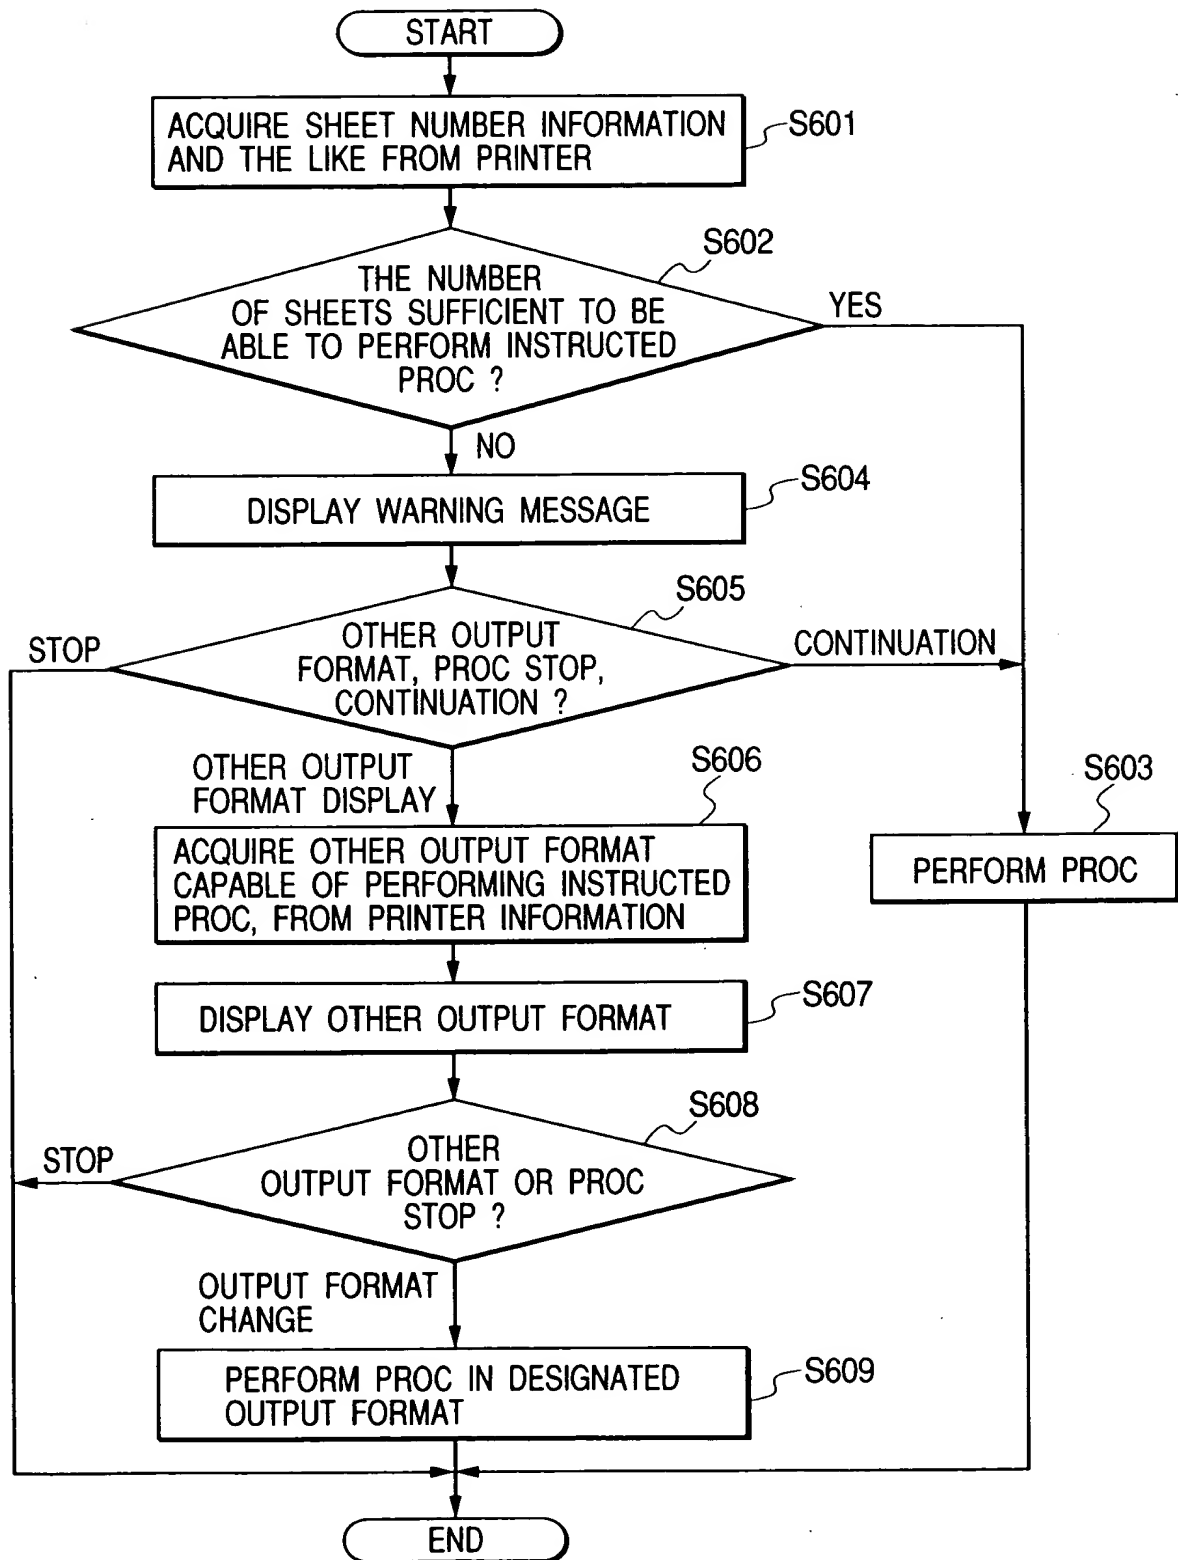 START
ACQUIRE SHEET NUMBER INFORMATION
AND THE LIKE FROM PRINTER
S601
S602
THE NUMBER
OF SHEETS SUFFICIENT TO BE
ABLE TO PERFORM INSTRUCTED
PROC ?
YES
NO
S604
DISPLAY WARNING MESSAGE
S605
STOP
OTHER OUTPUT
FORMAT, PROC STOP,
CONTINUATION ?
CONTINUATION
OTHER OUTPUT
FORMAT DISPLAY
S606
S603
ACQUIRE OTHER OUTPUT FORMAT
CAPABLE OF PERFORMING INSTRUCTED
PROC, FROM PRINTER INFORMATION
PERFORM PROC
S607
DISPLAY OTHER OUTPUT FORMAT
S608
STOP
OTHER
OUTPUT FORMAT OR PROC
STOP ?
OUTPUT FORMAT
CHANGE
PERFORM PROC IN DESIGNATED
OUTPUT FORMAT
S609
END